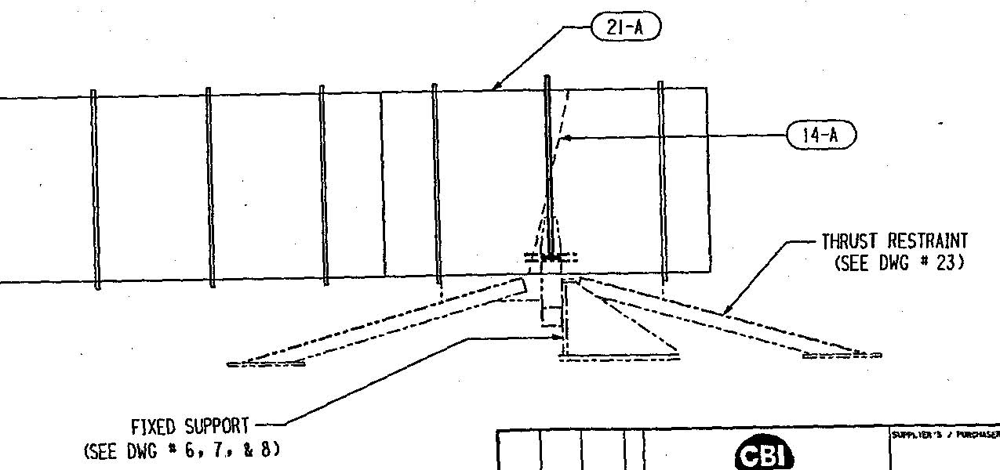 21-A
14-A
THRUST RESTRAINT
(SEE DWG # 23)
FIXED SUPPORT
(SEE DWG # 6, 7, & 8)
CBI
SUPPLIER'S / PURCHASER